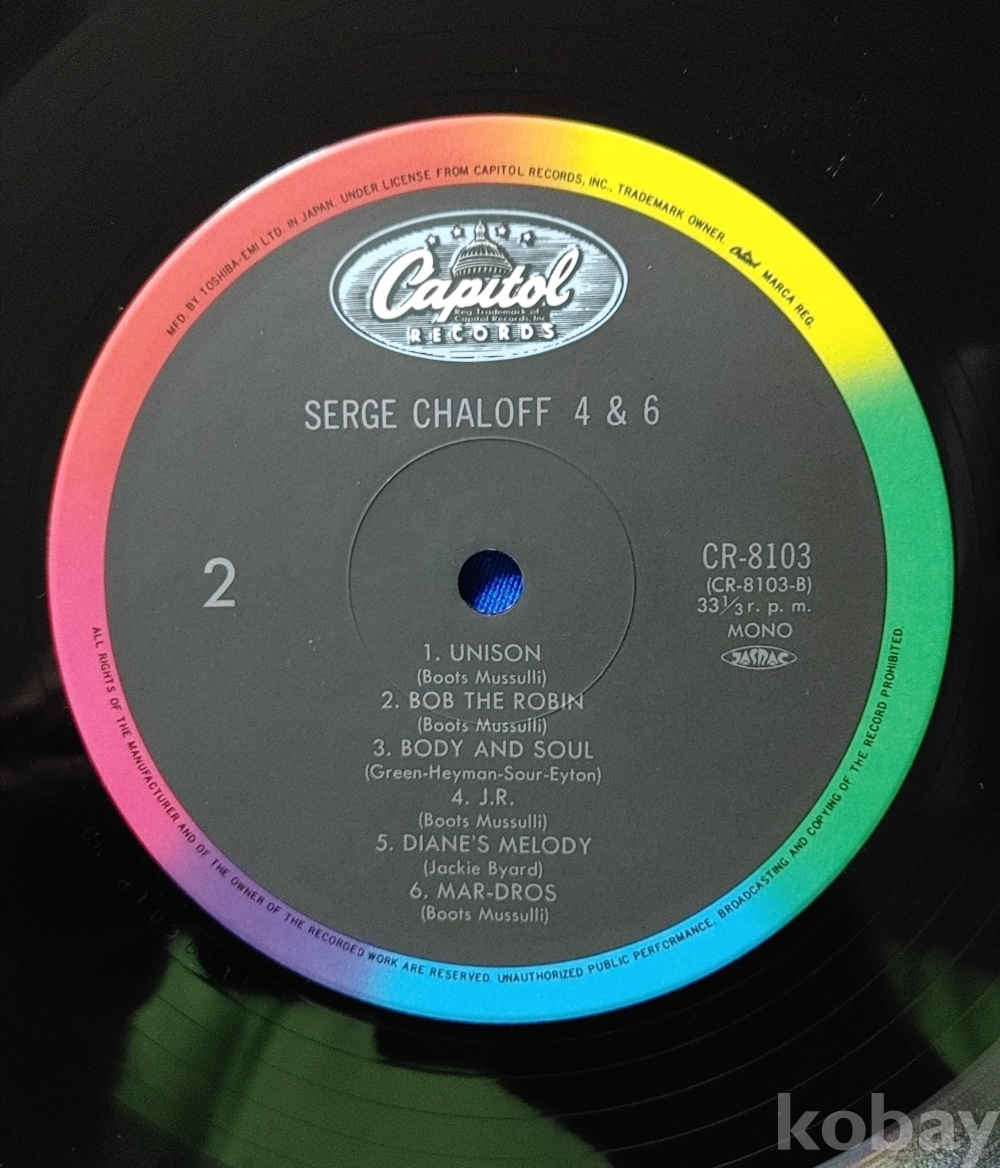 MFD BY TOSHIBA-EMI LTD. IN JAPAN. UNDER LICENSE FROM CAPITOL RECORDS, INC., TRADEMARK OWNER. Capitol MARCA REG.
Capitol
Reg. Trademark of
Capitol Records, Inc.
RECORDS
SERGE CHALOFF 4 & 6
2
CR-8103
(CR-8103-B)
33 1/3 r. p. m.
MONO
JASRAC
1. UNISON
(Boots Mussulli)
2. BOB THE ROBIN
(Boots Mussulli)
3. BODY AND SOUL
(Green-Heyman-Sour-Eyton)
4. J.R.
(Boots Mussulli)
5. DIANE'S MELODY
(Jackie Byard)
6. MAR-DROS
(Boots Mussulli)
ALL RIGHTS OF THE MANUFACTURER AND OF THE OWNER OF THE RECORDED WORK ARE RESERVED. UNAUTHORIZED PUBLIC PERFORMANCE, BROADCASTING AND COPYING OF THE RECORD PROHIBITED.
kobay